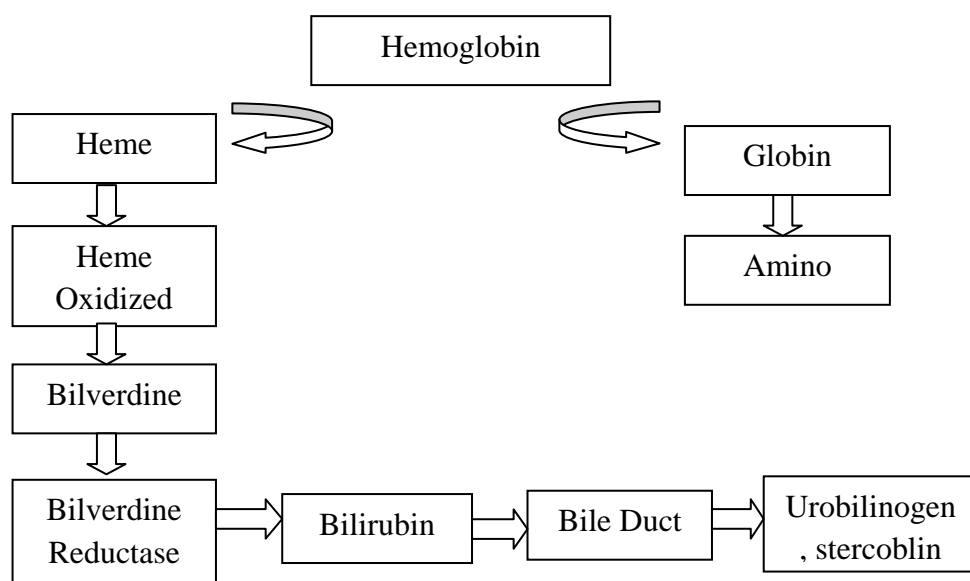 Hemoglobin
Heme
Globin
Heme
Oxidized
Amino
Bilverdine
Bilverdine
Reductase
Bilirubin
Bile Duct
Urobilinogen
, stercoblin